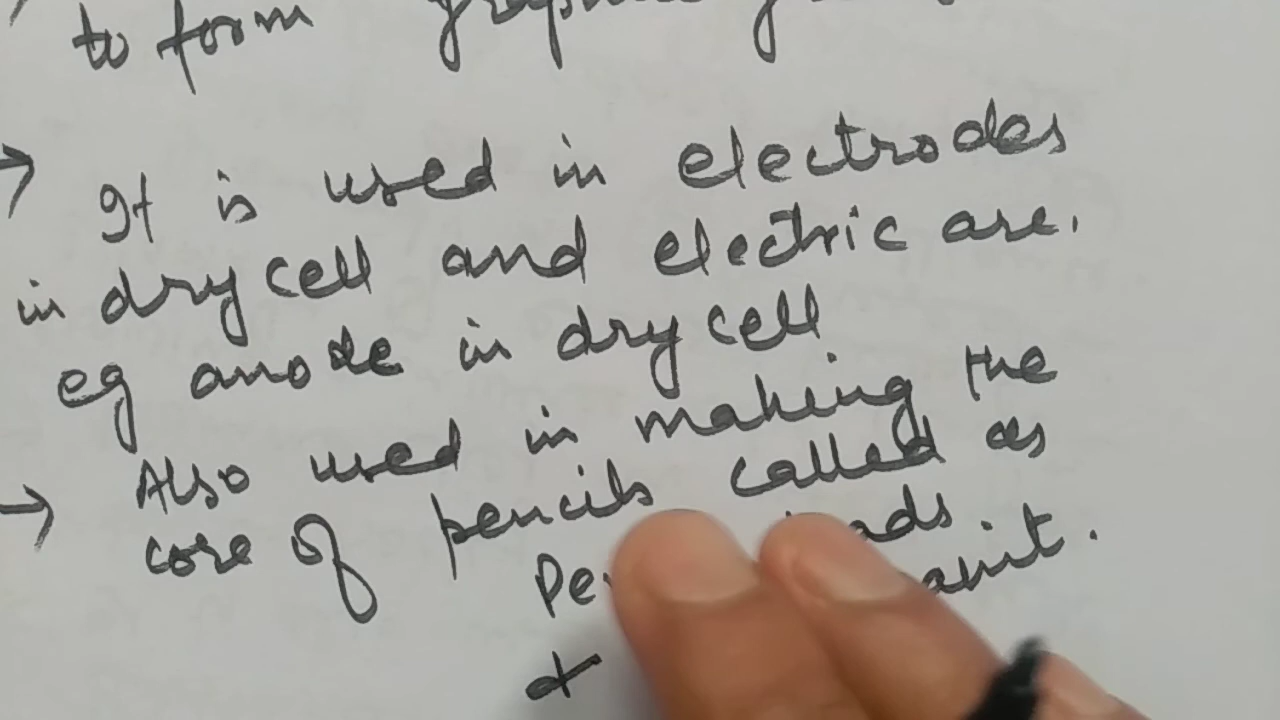 to form
→ It is used in electrodes
in dry cell and electric arc.
eg anode in dry cell
→ Also used in making the
core of pencils called as